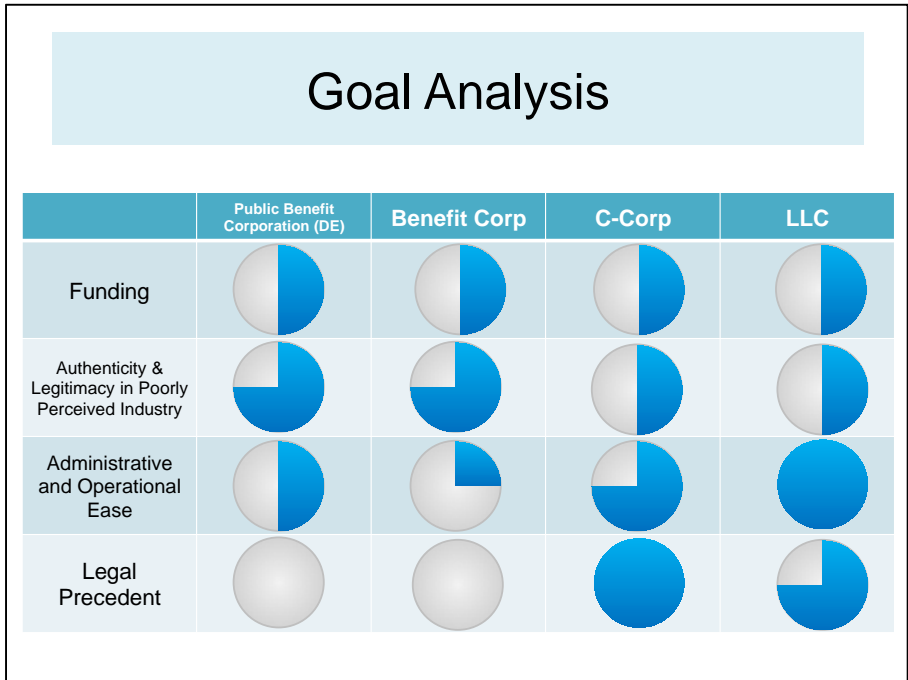 Goal Analysis
Public Benefit
Corporation (DE)
Benefit Corp
C-Corp
LLC
Funding
Authenticity &
Legitimacy in Poorly
Perceived Industry
Administrative
and Operational
Ease
Legal
Precedent